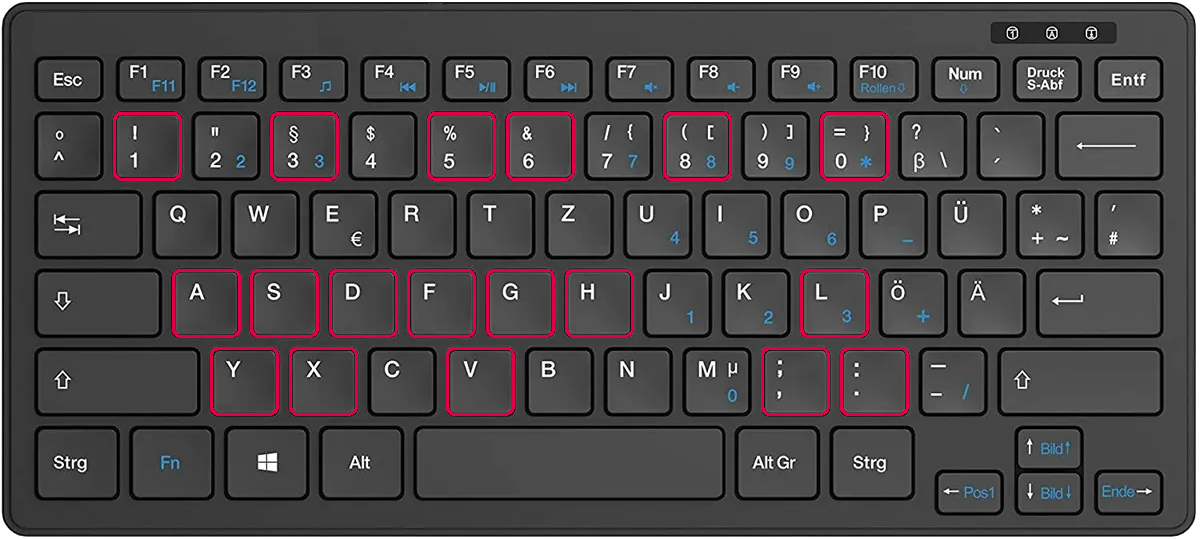 Esc F1 F11 F2 F12 F3 F4 F5 F6 F7 F8 F9 F10 Rollen⇩ Num ⇩ Druck S-Abf Entf
° ^ ! 1 " 2 2 § 3 3 $ 4 % 5 & 6 / { 7 7 ( [ 8 8 ) ] 9 9 = } 0 * ? β \ ` ´ ←
Q W E € R T Z U 4 I 5 O 6 P – Ü * + ~ ′ #
⇩ A S D F G H J 1 K 2 L 3 Ö + Ä
⇧ Y X C V B N M µ 0 ; , : . – – / ⇧
Strg Fn Alt Alt Gr Strg ↑ Bild↑
← Pos1 ↓ Bild↓ Ende→